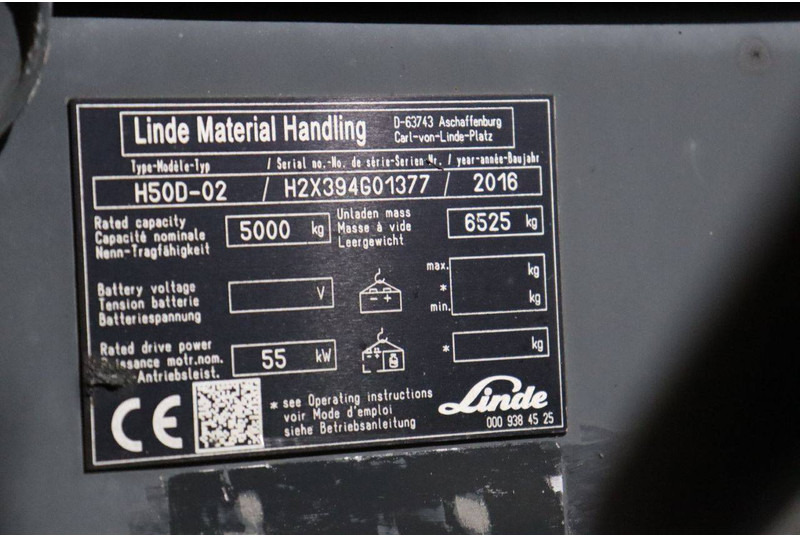 Linde Material Handling
D-63743 Aschaffenburg
Carl-von-Linde-Platz
Type-Modèle-Typ / Serial no.-No. de série-Serien Nr. / year-année-Baujahr
H50D-02 / H2X394G01377 / 2016
Rated capacity
Capacité nominale
Nenn-Tragfähigkeit
5000 kg
Unladen mass
Masse à vide
Leergewicht
6525 kg
Battery voltage
Tension batterie
Batteriespannung
V
- +
max.
*
min.
kg
kg
Rated drive power
Puissance motr.nom.
Antriebsleist.
55 kW
* kg
CE
* see Operating instructions
voir Mode d'emploi
siehe Betriebsanleitung
Linde
000 938 45 25